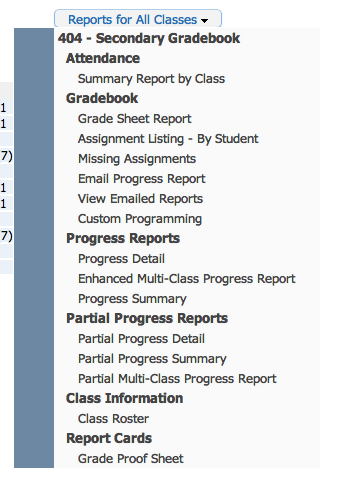 Reports for All Classes
404 - Secondary Gradebook
Attendance
Summary Report by Class
1
1
Gradebook
Grade Sheet Report
Assignment Listing - By Student
7)
Missing Assignments
Email Progress Report
1
View Emailed Reports
1
Custom Programming
7)
Progress Reports
Progress Detail
Enhanced Multi-Class Progress Report
Progress Summary
Partial Progress Reports
Partial Progress Detail
Partial Progress Summary
Partial Multi-Class Progress Report
Class Information
Class Roster
Report Cards
Grade Proof Sheet